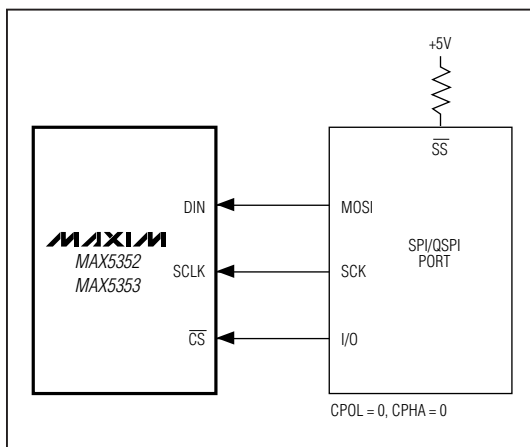 +5V
SS
DIN
MOSI
MAXIM
MAX5352
MAX5353
SCLK
SCK
SPI/QSPI
PORT
CS
I/O
CPOL = 0, CPHA = 0